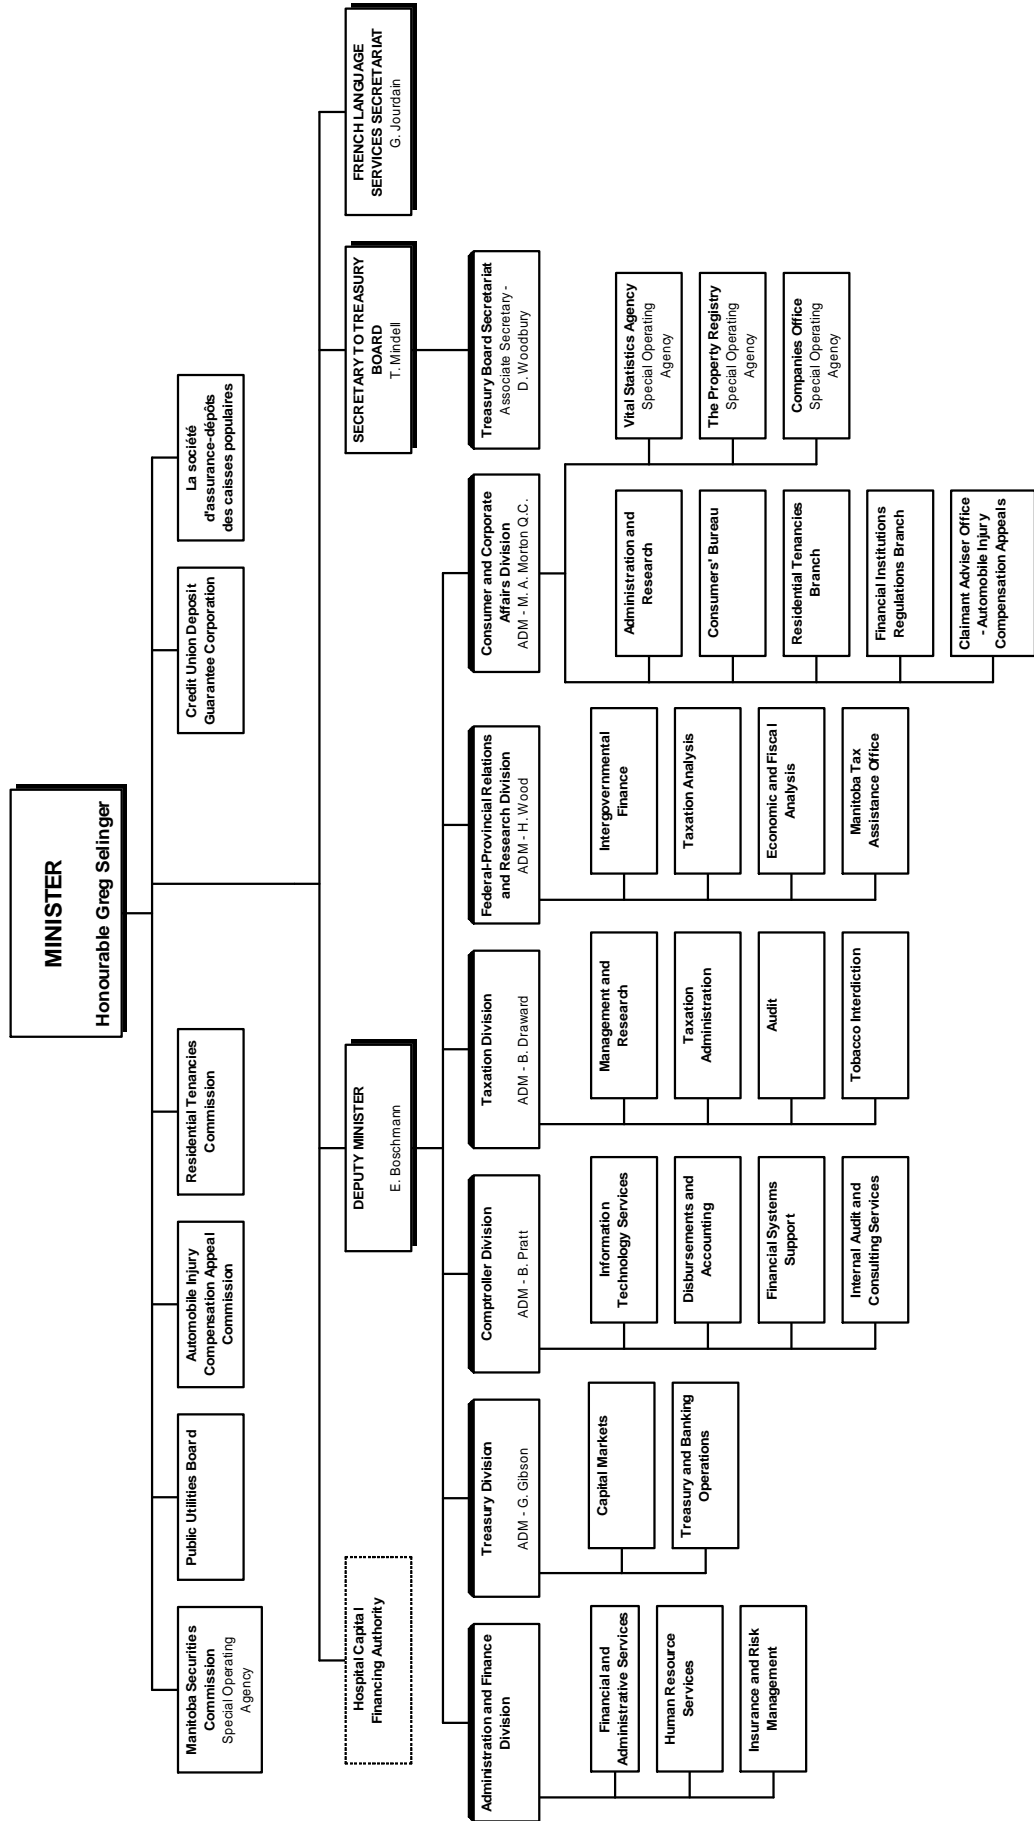 MINISTER
Honourable Greg Selinger
Manitoba Securities
Commission
Special Operating
Agency
Public Utilities Board
Automobile Injury
Compensation Appeal
Commission
Residential Tenancies
Commission
Credit Union Deposit
Guarantee Corporation
La société
d'assurance-dépôts
des caisses populaires
Hospital Capital
Financing Authority
DEPUTY MINISTER
E. Boschmann
SECRETARY TO TREASURY
BOARD
T. Mindell
FRENCH LANGUAGE
SERVICES SECRETARIAT
G. Jourdain
Administration and Finance
Division
Treasury Division
ADM - G. Gibson
Comptroller Division
ADM - B. Pratt
Taxation Division
ADM - B. Draward
Federal-Provincial Relations
and Research Division
ADM - H. Wood
Consumer and Corporate
Affairs Division
ADM - M. A. Morton Q.C.
Treasury Board Secretariat
Associate Secretary -
D. Woodbury
Financial and
Administrative Services
Human Resource
Services
Insurance and Risk
Management
Capital Markets
Treasury and Banking
Operations
Information
Technology Services
Disbursements and
Accounting
Financial Systems
Support
Internal Audit and
Consulting Services
Management and
Research
Taxation
Administration
Audit
Tobacco Interdiction
Intergovernmental
Finance
Taxation Analysis
Economic and Fiscal
Analysis
Manitoba Tax
Assistance Office
Administration and
Research
Consumers' Bureau
Residential Tenancies
Branch
Financial Institutions
Regulations Branch
Claimant Adviser Office
- Automobile Injury
Compensation Appeals
Vital Statistics Agency
Special Operating
Agency
The Property Registry
Special Operating
Agency
Companies Office
Special Operating
Agency